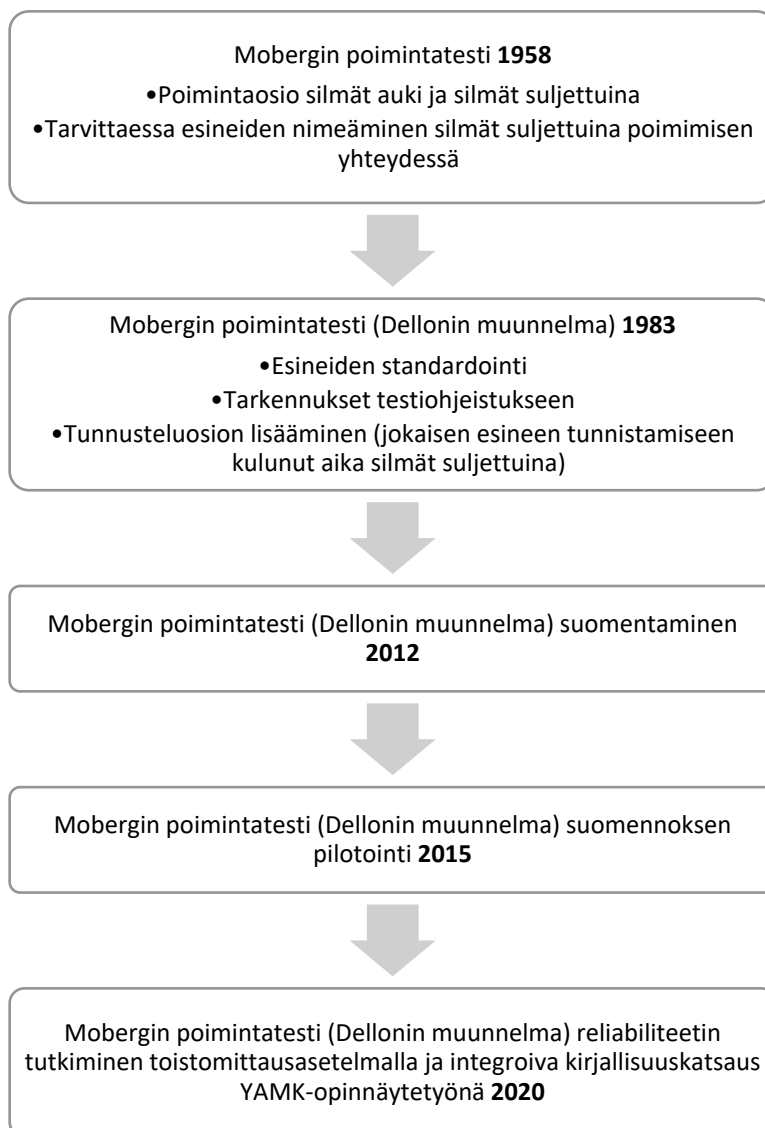 Mobergin poimintatesti 1958
•Poimintaosio silmät auki ja silmät suljettuina
•Tarvittaessa esineiden nimeäminen silmät suljettuina poimimisen
yhteydessä
Mobergin poimintatesti (Dellonin muunnelma) 1983
•Esineiden standardointi
•Tarkennukset testiohjeistukseen
•Tunnusteluosion lisääminen (jokaisen esineen tunnistamiseen
kulunut aika silmät suljettuina)
Mobergin poimintatesti (Dellonin muunnelma) suomentaminen
2012
Mobergin poimintatesti (Dellonin muunnelma) suomennoksen
pilotointi 2015
Mobergin poimintatesti (Dellonin muunnelma) reliabiliteetin
tutkiminen toistomittausasetelmalla ja integroiva kirjallisuuskatsaus
YAMK-opinnäytetyönä 2020